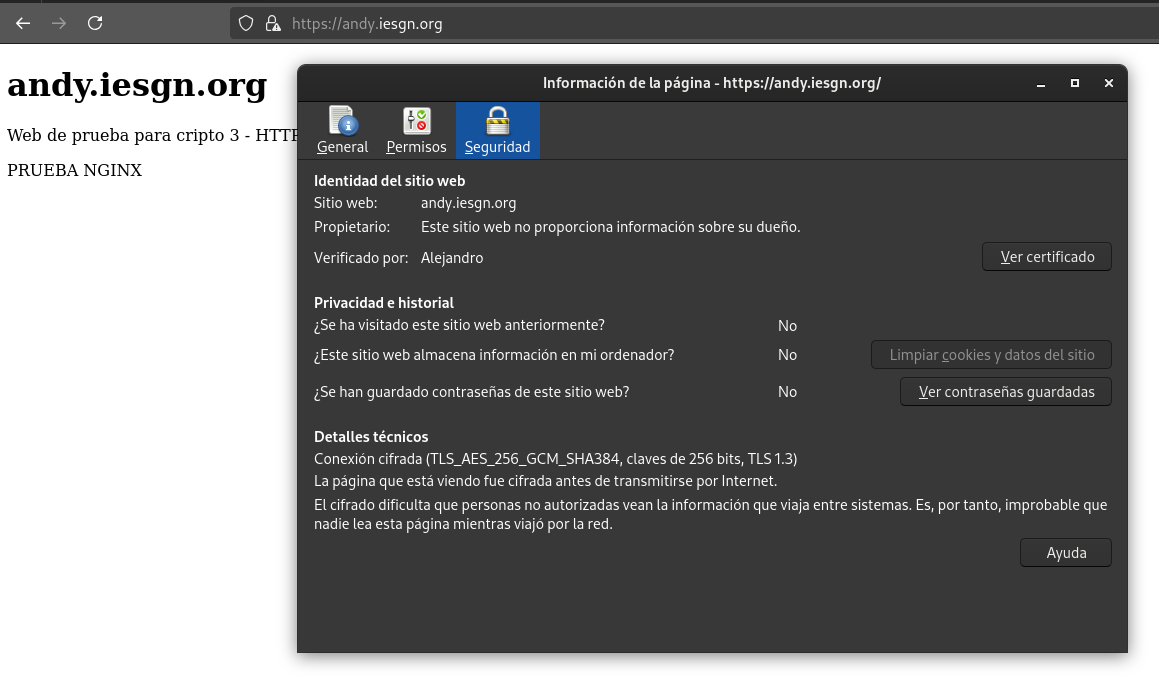 https://andy.iesgn.org
andy.iesgn.org
Web de prueba para cripto 3 - HTTP
PRUEBA NGINX
Información de la página - https://andy.iesgn.org/
General
Permisos
Seguridad
Identidad del sitio web
Sitio web: andy.iesgn.org
Propietario: Este sitio web no proporciona información sobre su dueño.
Verificado por: Alejandro
Ver certificado
Privacidad e historial
¿Se ha visitado este sitio web anteriormente? No
¿Este sitio web almacena información en mi ordenador? No
Limpiar cookies y datos del sitio
¿Se han guardado contraseñas de este sitio web? No
Ver contraseñas guardadas
Detalles técnicos
Conexión cifrada (TLS_AES_256_GCM_SHA384, claves de 256 bits, TLS 1.3)
La página que está viendo fue cifrada antes de transmitirse por Internet.
El cifrado dificulta que personas no autorizadas vean la información que viaja entre sistemas. Es, por tanto, improbable que
nadie lea esta página mientras viajó por la red.
Ayuda